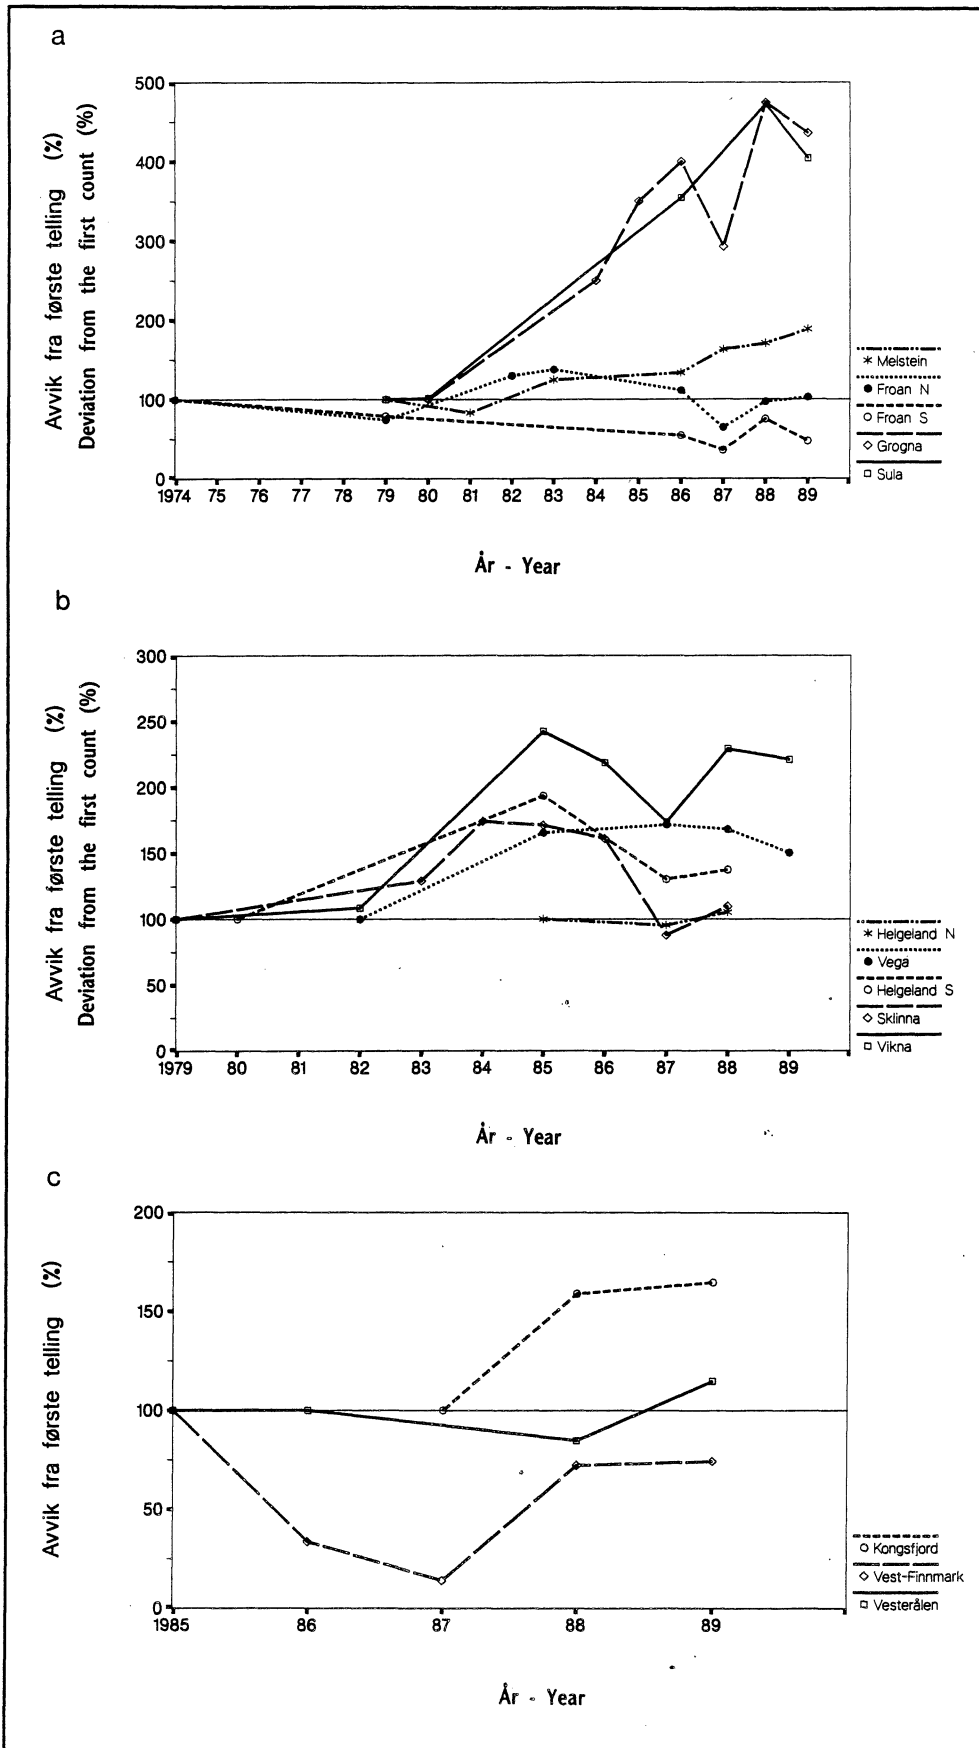 a
Avvik fra første telling (%)
Deviation from the first count (%)
500
400
300
200
100
0
1974 75 76 77 78 79 80 81 82 83 84 85 86 87 88 89
År - Year
Melstein
Froan N
Froan S
Grogna
Sula
b
Avvik fra første telling (%)
Deviation from the first count (%)
300
250
200
150
100
50
0
1979 80 81 82 83 84 85 86 87 88 89
År - Year
Helgeland N
Vega
Helgeland S
Sklinna
Vikna
c
Avvik fra første telling (%)
200
150
100
50
0
1985 86 87 88 89
År - Year
Kongsfjord
Vest-Finnmark
Vesterålen